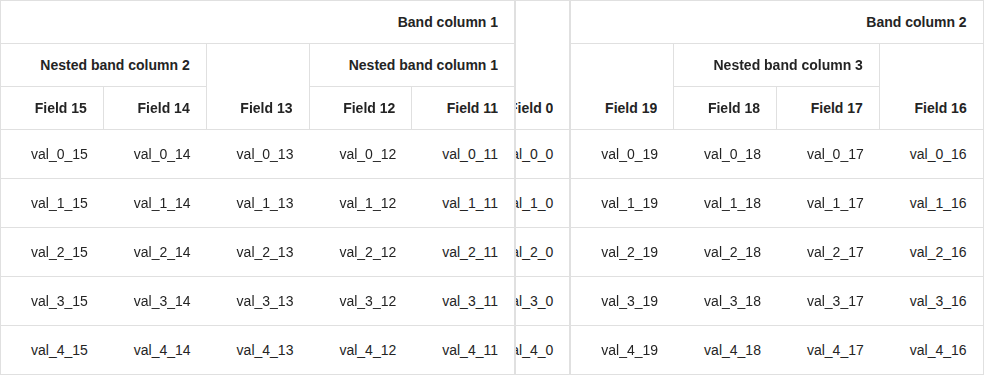 Band column 1 Band column 2
Nested band column 2 Nested band column 1 Nested band column 3
Field 15 Field 14 Field 13 Field 12 Field 11 0 Field 19 Field 18 Field 17 Field 16
val_0_15 val_0_14 val_0_13 val_0_12 val_0_11 val_0_19 val_0_18 val_0_17 val_0_16
val_1_15 val_1_14 val_1_13 val_1_12 val_1_11 val_1_19 val_1_18 val_1_17 val_1_16
val_2_15 val_2_14 val_2_13 val_2_12 val_2_11 val_2_19 val_2_18 val_2_17 val_2_16
val_3_15 val_3_14 val_3_13 val_3_12 val_3_11 val_3_19 val_3_18 val_3_17 val_3_16
val_4_15 val_4_14 val_4_13 val_4_12 val_4_11 val_4_19 val_4_18 val_4_17 val_4_16